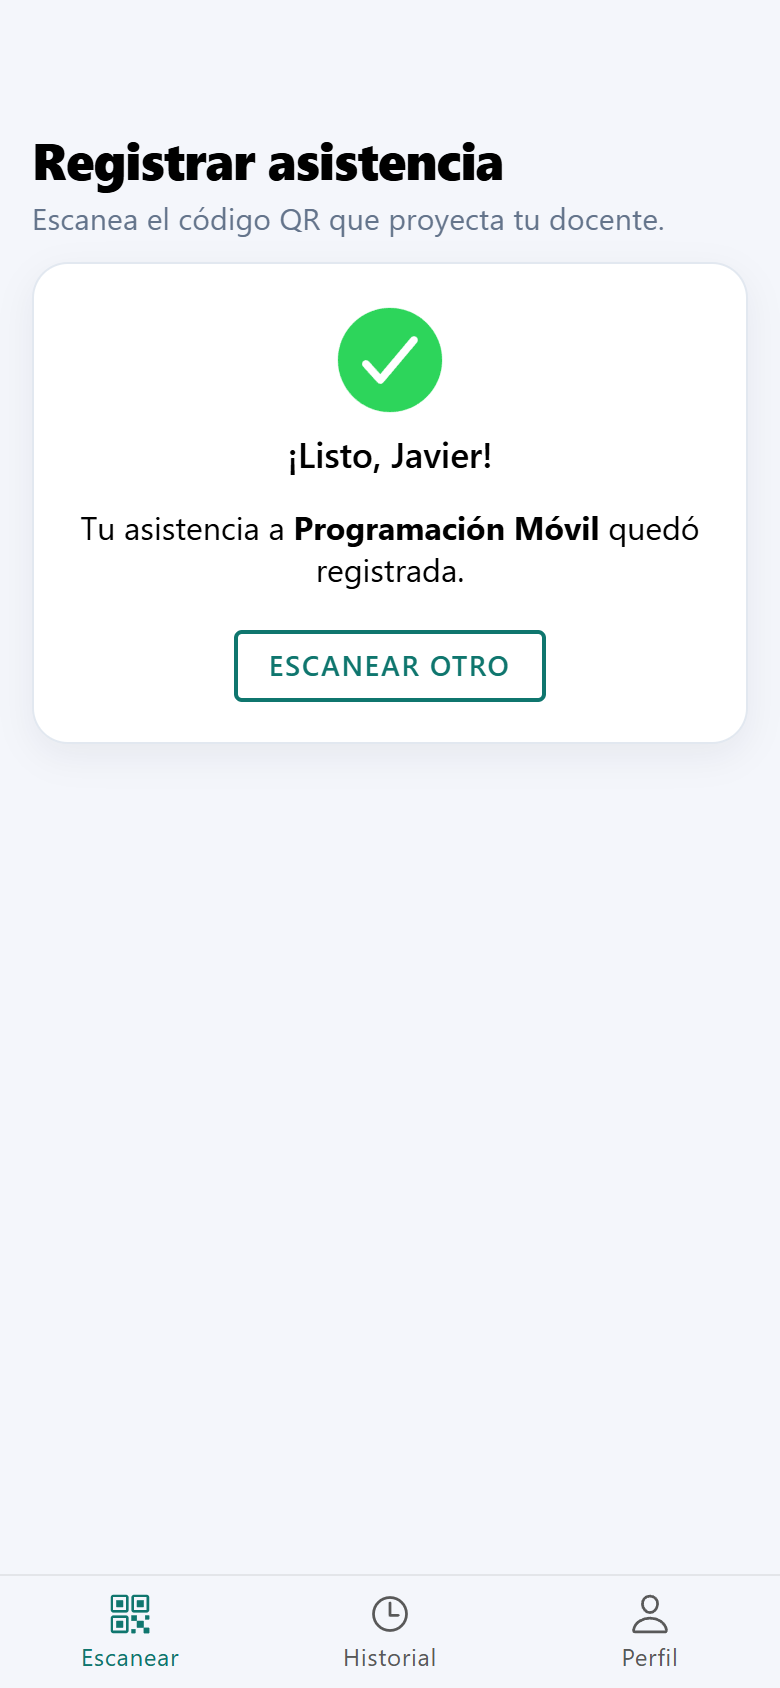 Registrar asistencia
Escanea el código QR que proyecta tu docente.
¡Listo, Javier!
Tu asistencia a Programación Móvil quedó
registrada.
ESCANEAR OTRO
Escanear
Historial
Perfil